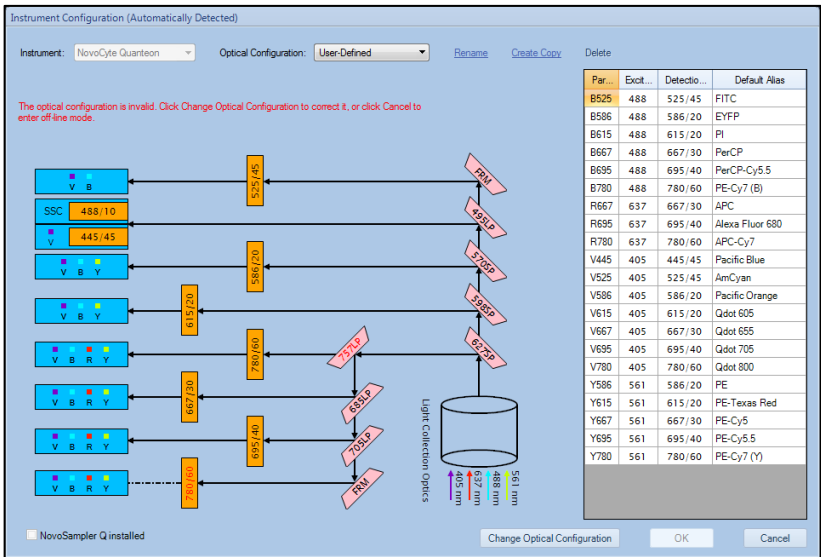 Instrument Configuration (Automatically Detected)
Instrument: NovoCyte Quanteon Optical Configuration: User-Defined Rename Create Copy Delete
The optical configuration is invalid. Click Change Optical Configuration to correct it, or click Cancel to
enter off-line mode.
V B
525/45
FRM
SSC 488/10
V 445/45
495LP
V B Y
586/20
570SP
V B Y
615/20
598SP
V B R Y
780/60
757LP
627SP
V B R Y
667/30
685LP
V B R Y
695/40
705LP
V B R Y
780/60
FRM
Light Collection Optics
405 nm
637 nm
488 nm
561 nm
Par... Excit... Detectio... Default Alias
B525 488 525/45 FITC
B586 488 586/20 EYFP
B615 488 615/20 PI
B667 488 667/30 PerCP
B695 488 695/40 PerCP-Cy5.5
B780 488 780/60 PE-Cy7 (B)
R667 637 667/30 APC
R695 637 695/40 Alexa Fluor 680
R780 637 780/60 APC-Cy7
V445 405 445/45 Pacific Blue
V525 405 525/45 AmCyan
V586 405 586/20 Pacific Orange
V615 405 615/20 Qdot 605
V667 405 667/30 Qdot 655
V695 405 695/40 Qdot 705
V780 405 780/60 Qdot 800
Y586 561 586/20 PE
Y615 561 615/20 PE-Texas Red
Y667 561 667/30 PE-Cy5
Y695 561 695/40 PE-Cy5.5
Y780 561 780/60 PE-Cy7 (Y)
NovoSampler Q installed
Change Optical Configuration OK Cancel